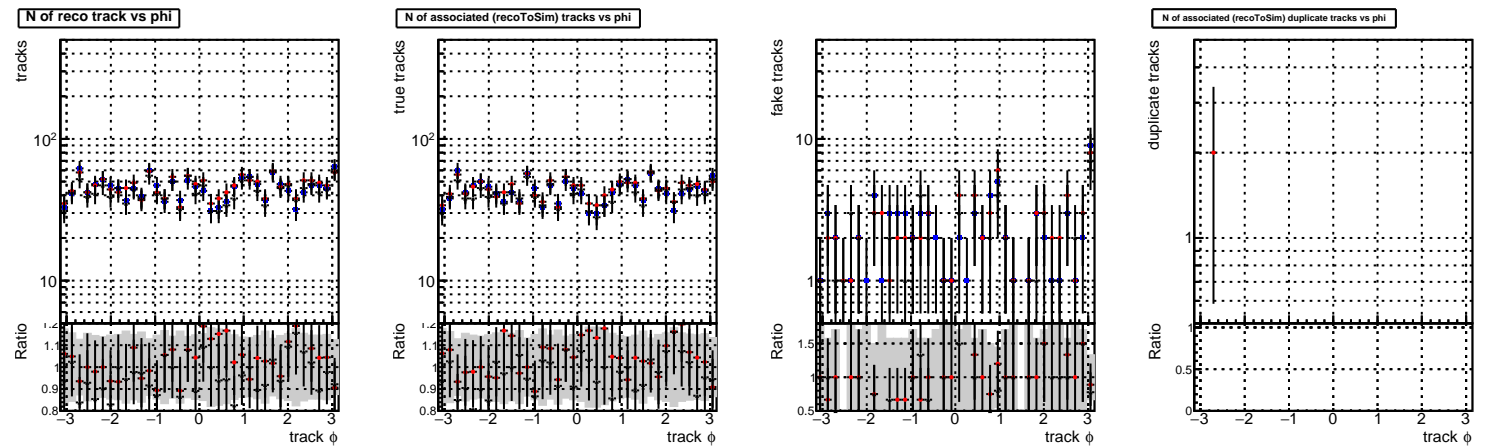 N of reco track vs phi
tracks
10²
10
Ratio
1.2
1.1
1
0.9
0.8
−3 −2 −1 0 1 2 3
track ϕ
N of associated (recoToSim) tracks vs phi
true tracks
10²
10
Ratio
1.2
1.1
1
0.9
0.8
−3 −2 −1 0 1 2 3
track ϕ
fake tracks
10
1
Ratio
1.5
1
0.5
−3 −2 −1 0 1 2 3
track ϕ
N of associated (recoToSim) duplicate tracks vs phi
duplicate tracks
1
Ratio
1
0.5
0
−3 −2 −1 0 1 2 3
track ϕ